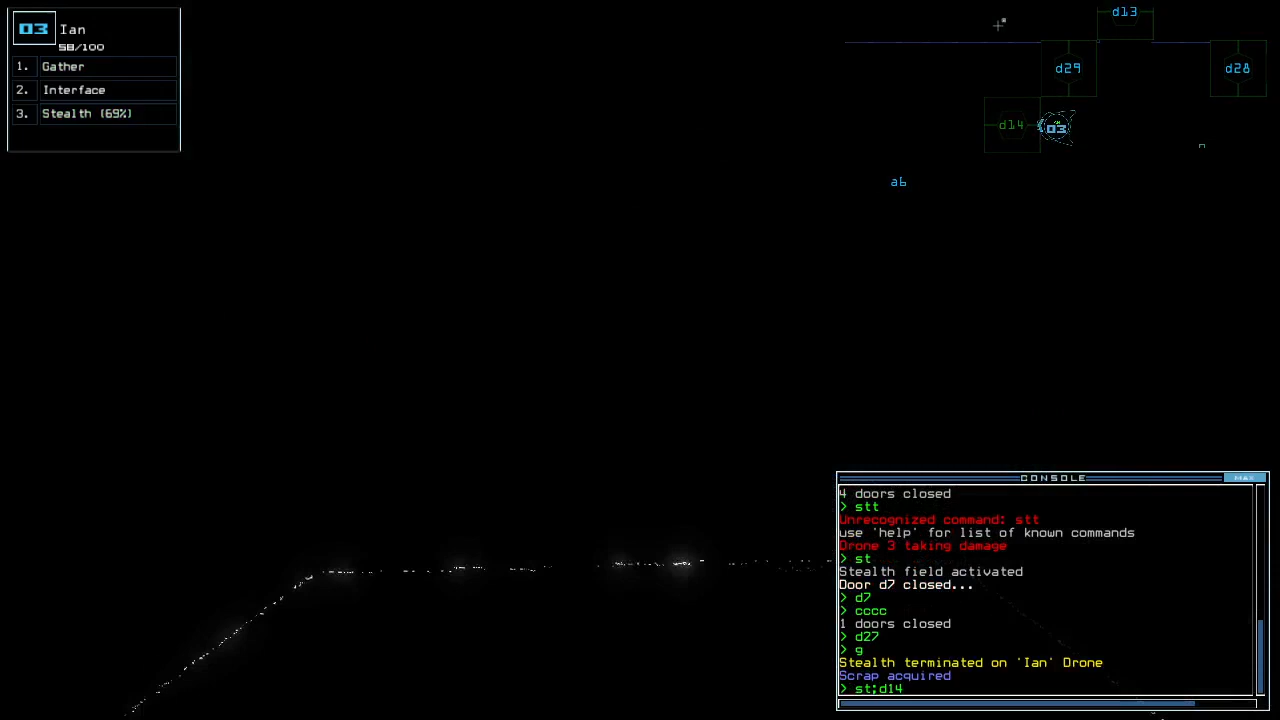 03 Ian
58/100
1. Gather
2. Interface
3. Stealth (69%)
d13
d29
d28
d14
03
a6
CONSOLE
MAX
4 doors closed
> stt
Unrecognized command: stt
use 'help' for list of known commands
Drone 3 taking damage
> st
Stealth field activated
Door d7 closed...
> d7
> cccc
1 doors closed
> d27
> g
Stealth terminated on 'Ian' Drone
Scrap acquired
> st;d14